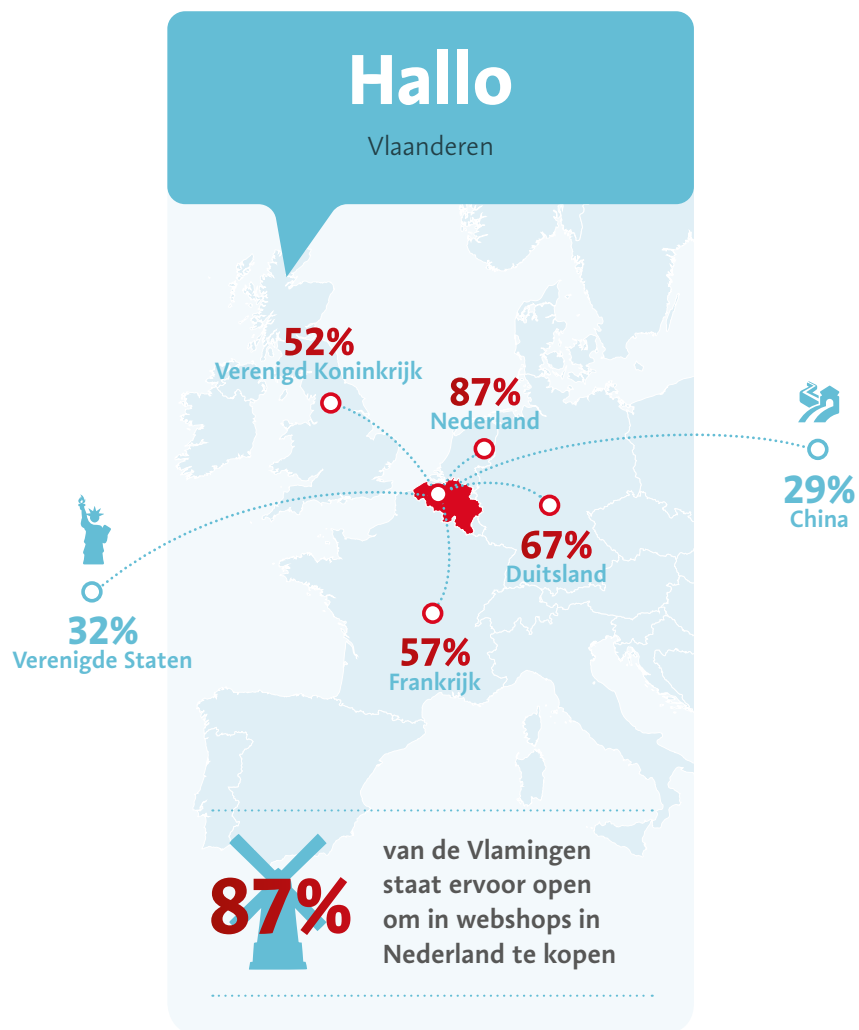 Hallo
Vlaanderen
52%
Verenigd Koninkrijk
87%
Nederland
29%
China
67%
Duitsland
32%
Verenigde Staten
57%
Frankrijk
87%
van de Vlamingen
staat ervoor open
om in webshops in
Nederland te kopen